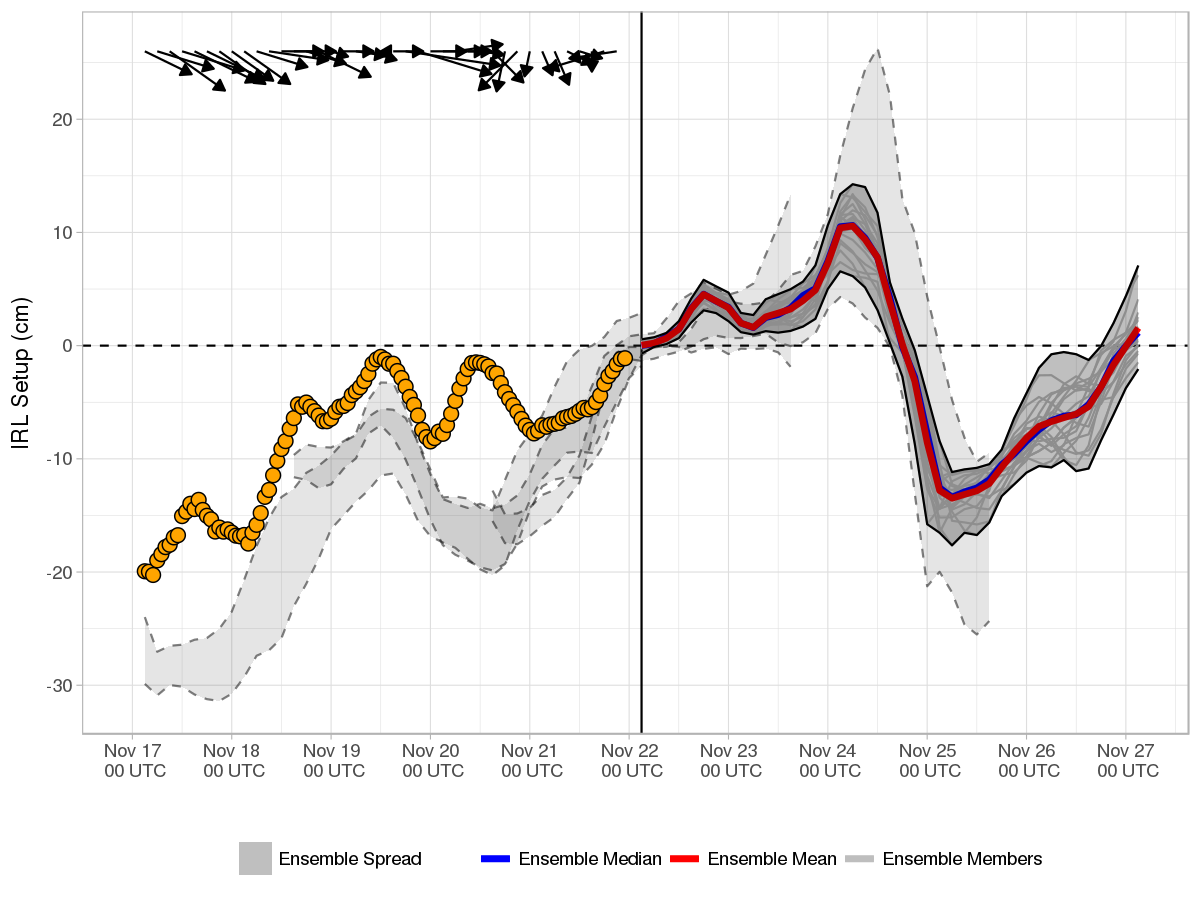 IRL Setup (cm)
20
10
0
-10
-20
-30
Nov 17 Nov 18 Nov 19 Nov 20 Nov 21 Nov 22 Nov 23 Nov 24 Nov 25 Nov 26 Nov 27
00 UTC 00 UTC 00 UTC 00 UTC 00 UTC 00 UTC 00 UTC 00 UTC 00 UTC 00 UTC 00 UTC
Ensemble Spread Ensemble Median Ensemble Mean Ensemble Members